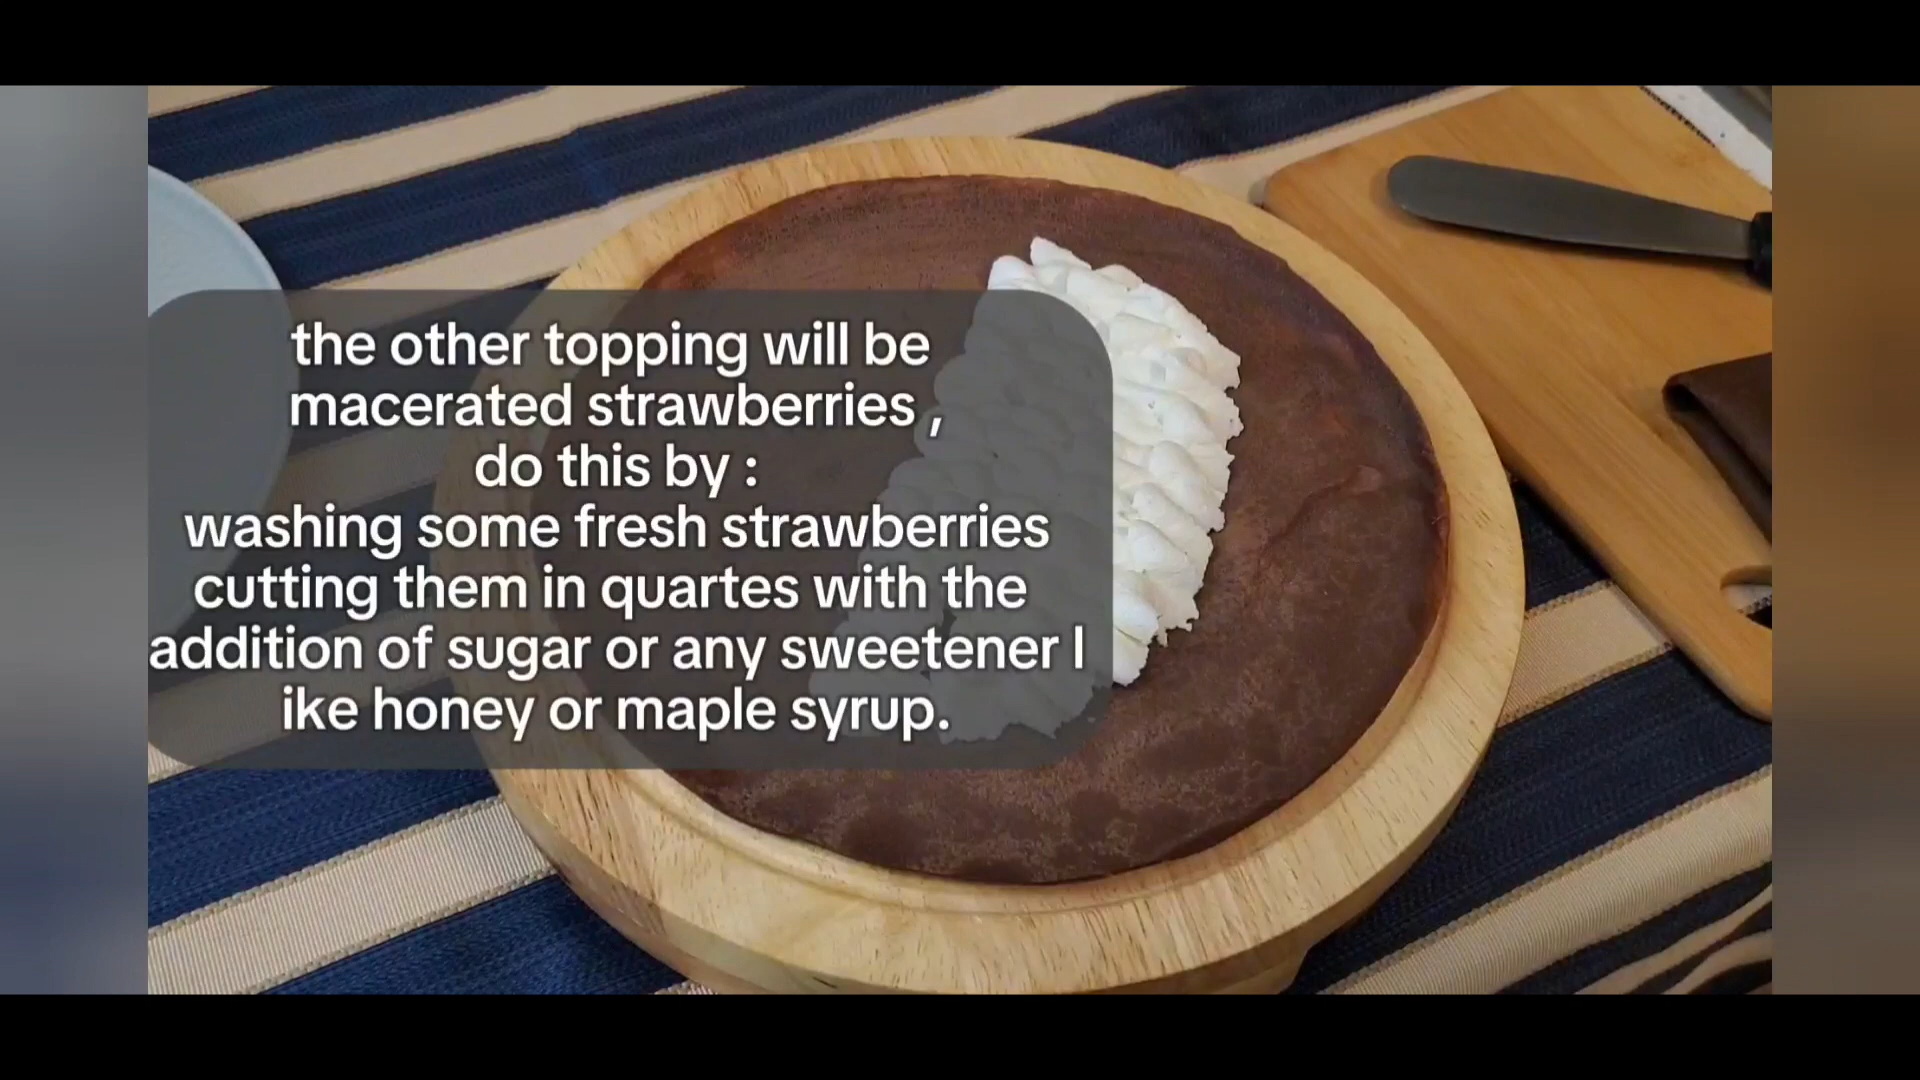 the other topping will be
macerated strawberries ,
do this by :
washing some fresh strawberries
cutting them in quartes with the
addition of sugar or any sweetener l
ike honey or maple syrup.